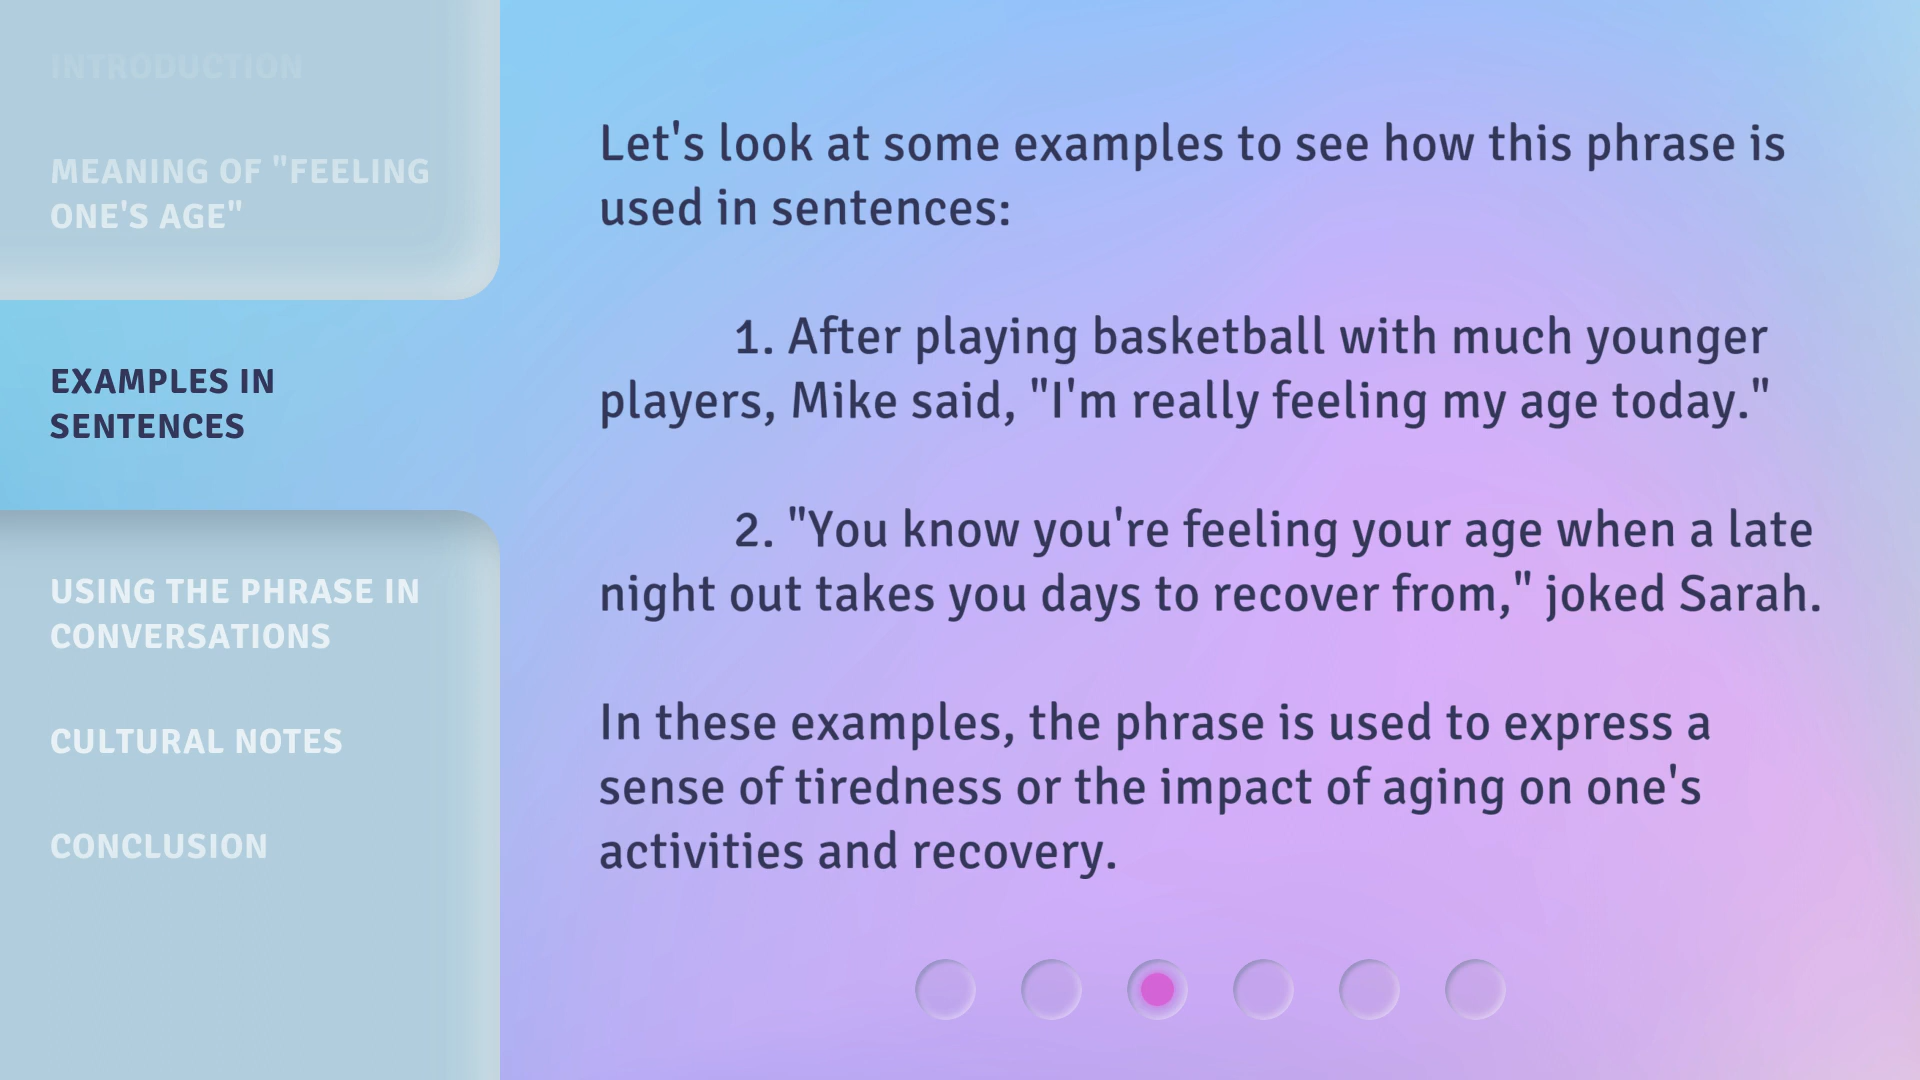 INTRODUCTION
MEANING OF "FEELING
ONE'S AGE"
EXAMPLES IN
SENTENCES
USING THE PHRASE IN
CONVERSATIONS
CULTURAL NOTES
CONCLUSION
Let's look at some examples to see how this phrase is
used in sentences:
1. After playing basketball with much younger
players, Mike said, "I'm really feeling my age today."
2. "You know you're feeling your age when a late
night out takes you days to recover from," joked Sarah.
In these examples, the phrase is used to express a
sense of tiredness or the impact of aging on one's
activities and recovery.